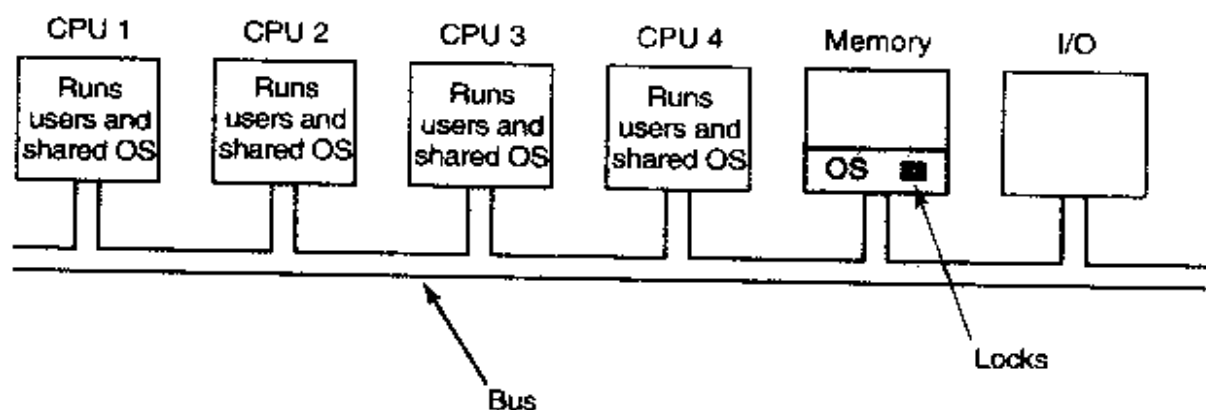 CPU 1
CPU 2
CPU 3
CPU 4
Memory
I/O
Runs
users and
shared OS
Runs
users and
shared OS
Runs
users and
shared OS
Runs
users and
shared OS
OS
Locks
Bus